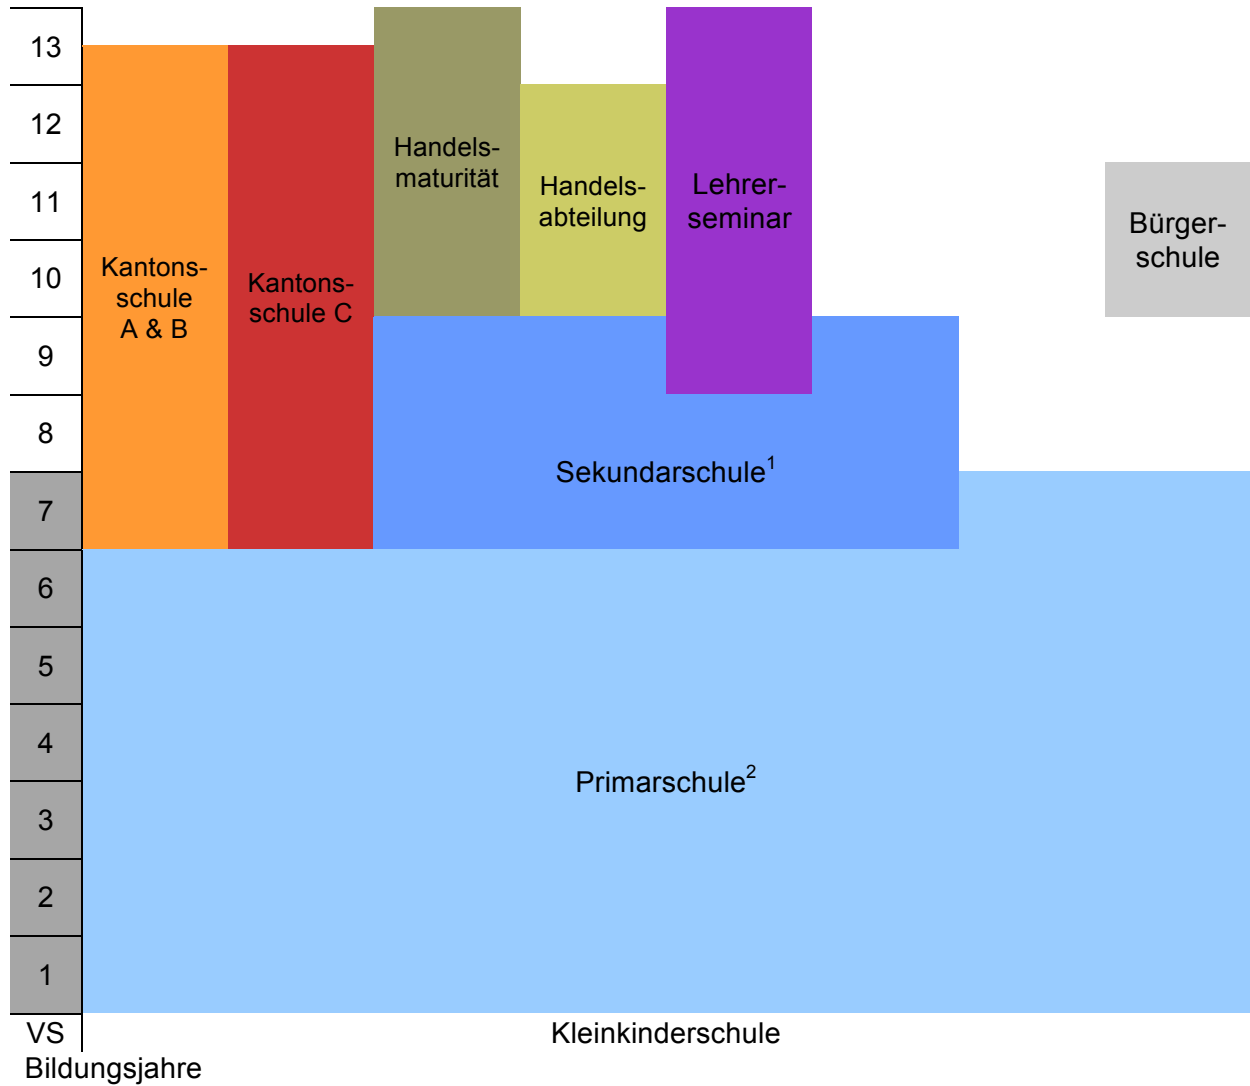 13
12
11
10
9
8
7
6
5
4
3
2
1
VS
Bildungsjahre
Kantons-
schule
A & B
Kantons-
schule C
Handels-
maturität
Handels-
abteilung
Lehrer-
seminar
Bürger-
schule
Sekundarschule¹
Primarschule²
Kleinkinderschule